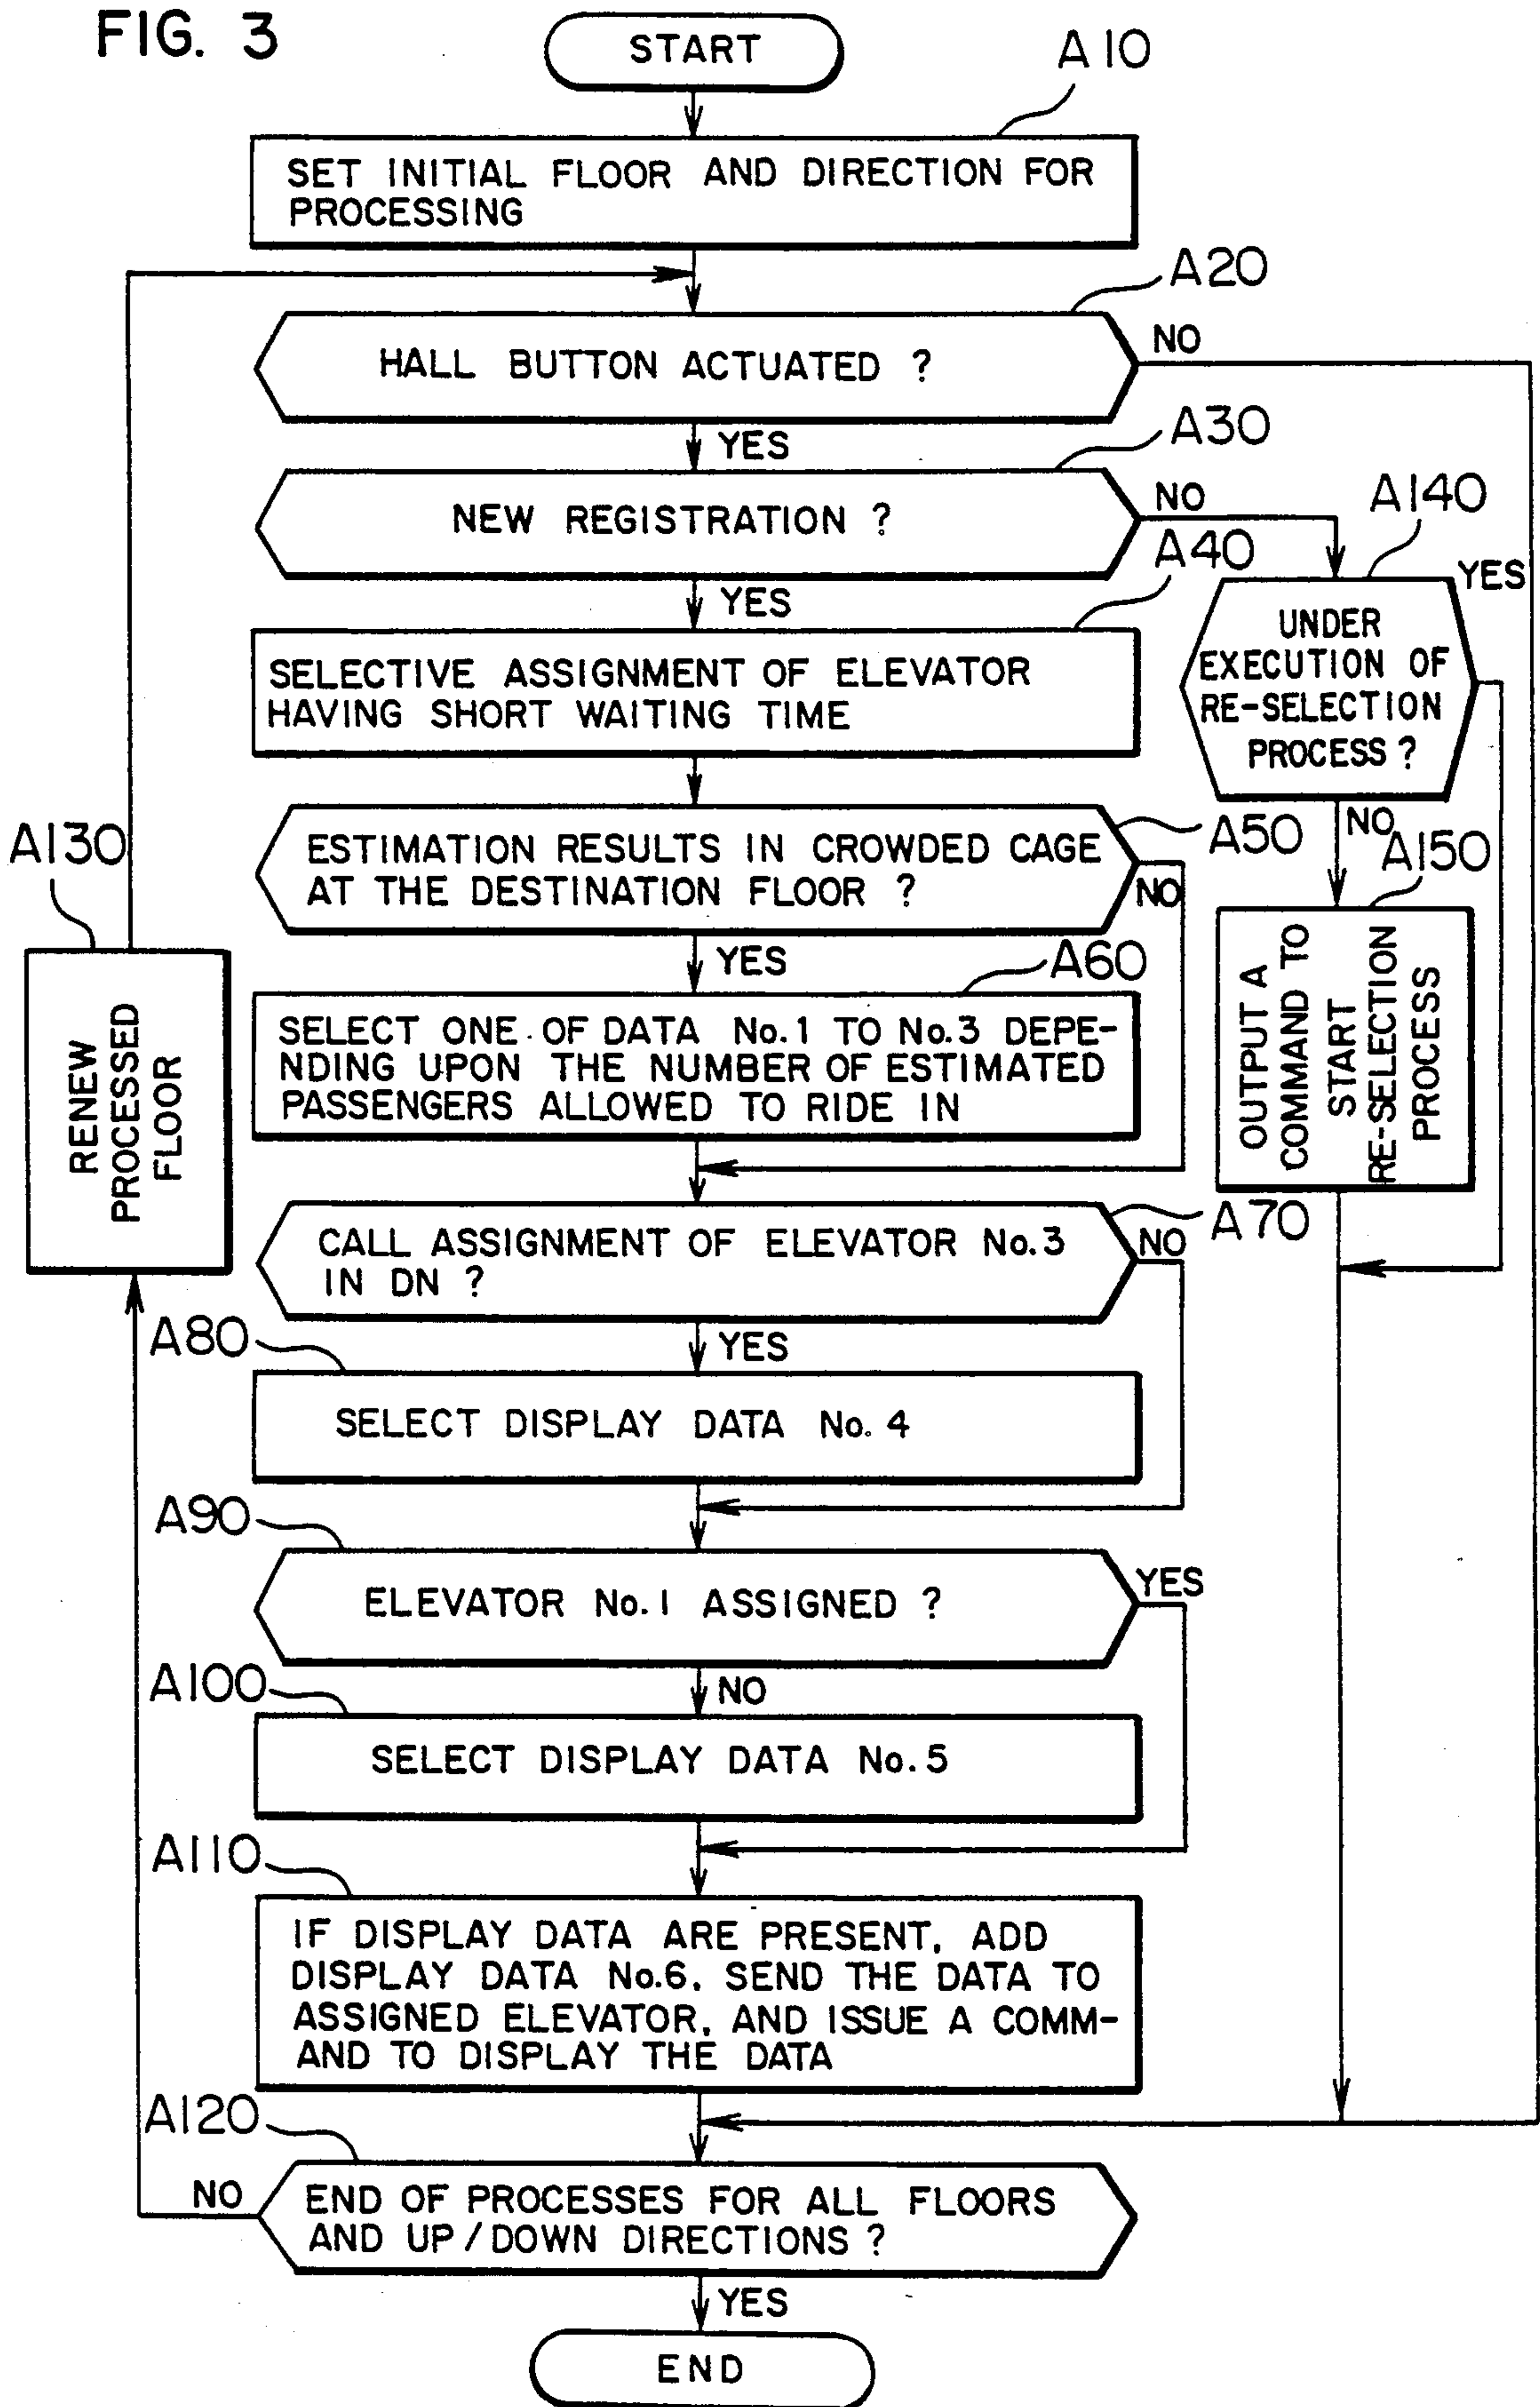 FIG. 3
START
A10
SET INITIAL FLOOR AND DIRECTION FOR
PROCESSING
A20
HALL BUTTON ACTUATED ?
NO
YES
A30
NEW REGISTRATION ?
NO
A140
YES
A40
YES
UNDER
EXECUTION OF
RE-SELECTION
PROCESS ?
SELECTIVE ASSIGNMENT OF ELEVATOR
HAVING SHORT WAITING TIME
A130
A50
NO
A150
ESTIMATION RESULTS IN CROWDED CAGE
AT THE DESTINATION FLOOR ?
NO
YES
A60
RENEW
PROCESSED
FLOOR
SELECT ONE OF DATA No.1 TO No.3 DEPE-
NDING UPON THE NUMBER OF ESTIMATED
PASSENGERS ALLOWED TO RIDE IN
OUTPUT A
COMMAND TO
START
RE-SELECTION
PROCESS
A70
CALL ASSIGNMENT OF ELEVATOR No.3
IN DN ?
NO
A80
YES
SELECT DISPLAY DATA No. 4
A90
ELEVATOR No.1 ASSIGNED ?
YES
A100
NO
SELECT DISPLAY DATA No.5
A110
IF DISPLAY DATA ARE PRESENT, ADD
DISPLAY DATA No.6, SEND THE DATA TO
ASSIGNED ELEVATOR, AND ISSUE A COMM-
AND TO DISPLAY THE DATA
A120
NO
END OF PROCESSES FOR ALL FLOORS
AND UP/DOWN DIRECTIONS ?
YES
END